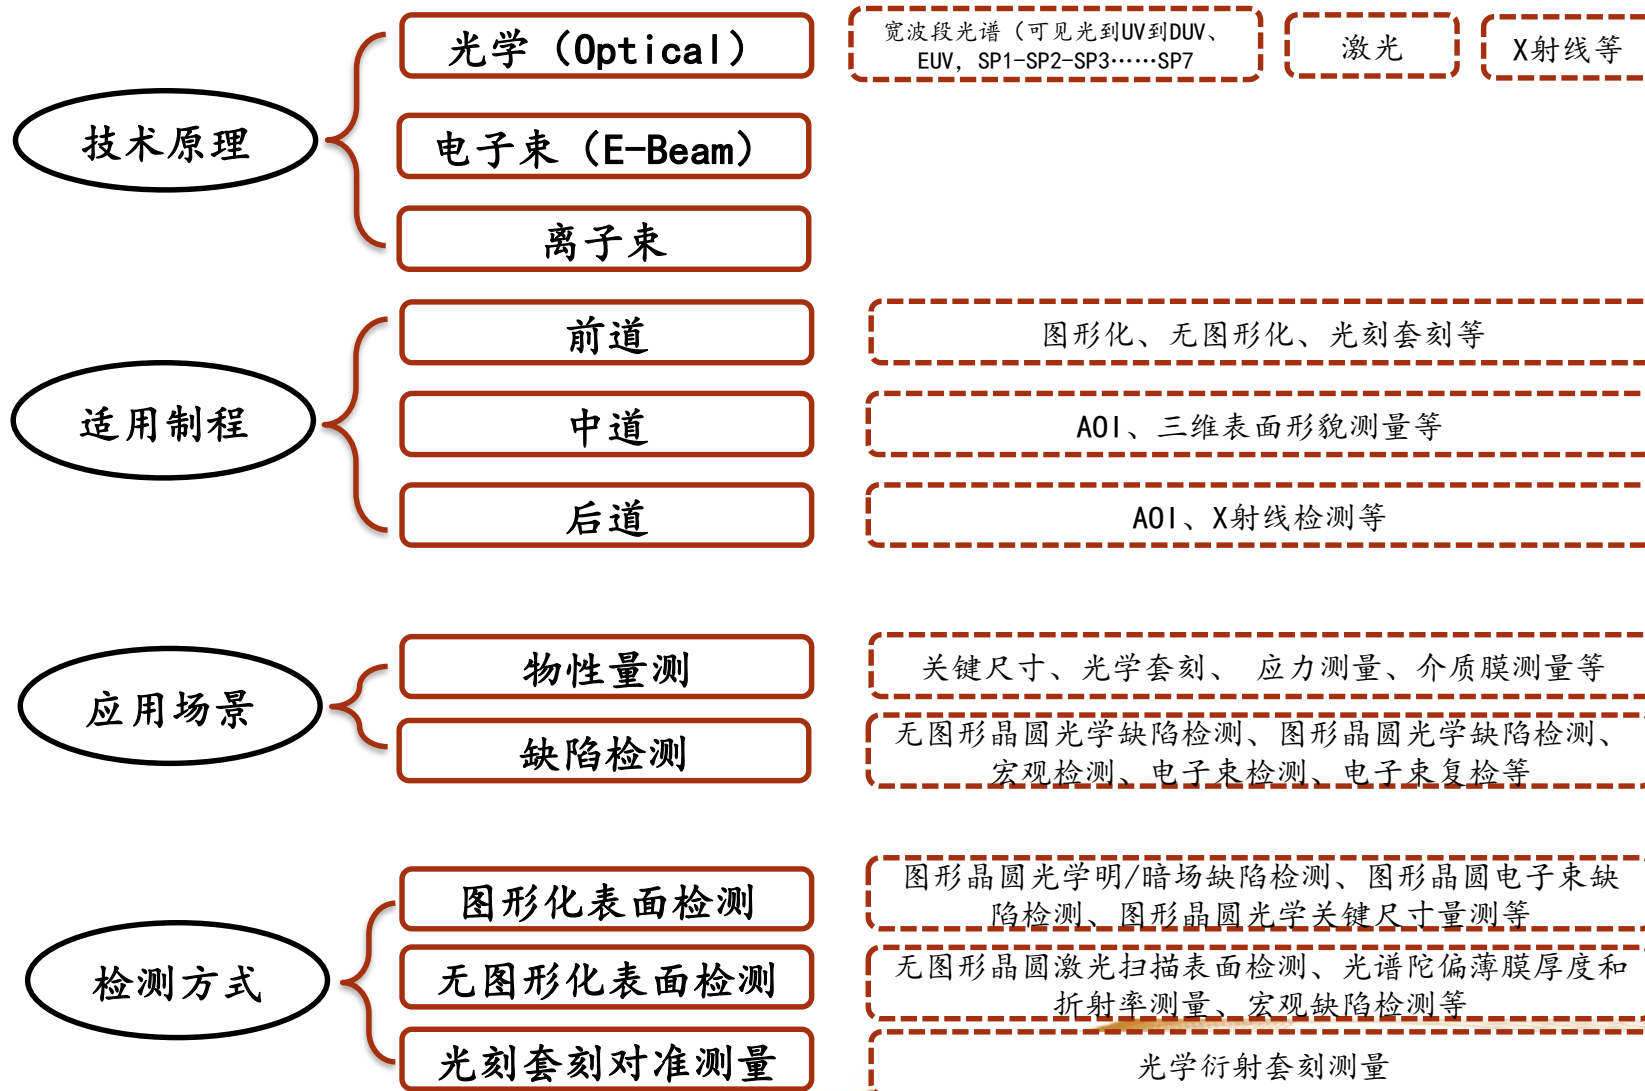 技术原理
光学（Optical）
宽波段光谱（可见光到UV到DUV、
EUV, SP1-SP2-SP3……SP7
激光
X射线等
电子束（E-Beam）
离子束
适用制程
前道
图形化、无图形化、光刻套刻等
中道
AOI、三维表面形貌测量等
后道
AOI、X射线检测等
应用场景
物性量测
关键尺寸、光学套刻、 应力测量、介质膜测量等
缺陷检测
无图形晶圆光学缺陷检测、图形晶圆光学缺陷检测、
宏观检测、电子束检测、电子束复检等
检测方式
图形化表面检测
图形晶圆光学明/暗场缺陷检测、图形晶圆电子束缺
陷检测、图形晶圆光学关键尺寸量测等
无图形化表面检测
无图形晶圆激光扫描表面检测、光谱陀偏薄膜厚度和
折射率测量、宏观缺陷检测等
光刻套刻对准测量
光学衍射套刻测量